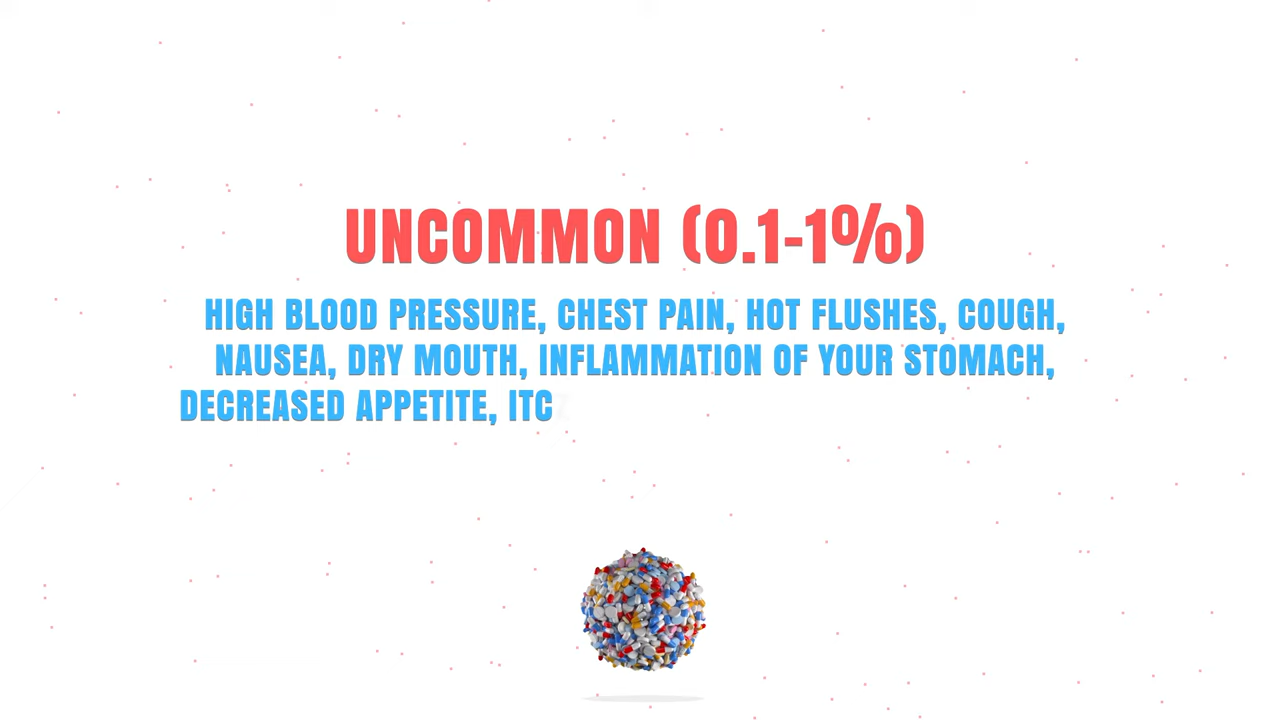 UNCOMMON (0.1-1%)
HIGH BLOOD PRESSURE, CHEST PAIN, HOT FLUSHES, COUGH,
NAUSEA, DRY MOUTH, INFLAMMATION OF YOUR STOMACH,
DECREASED APPETITE, ITC